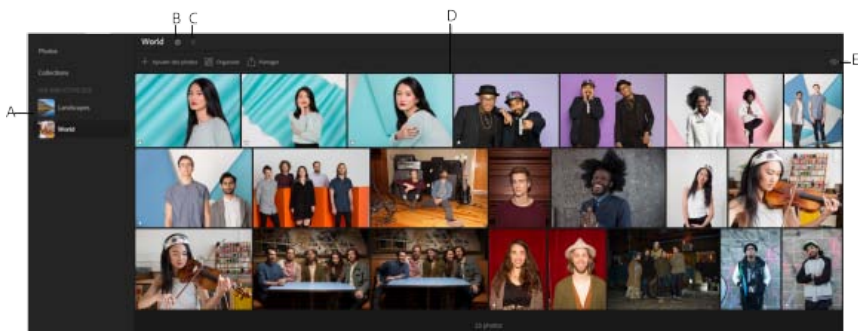 B C D
World
E
Photos
+ Ajouter des photos Organiser Partager
Collections
A
Landscapes
World
23 photos